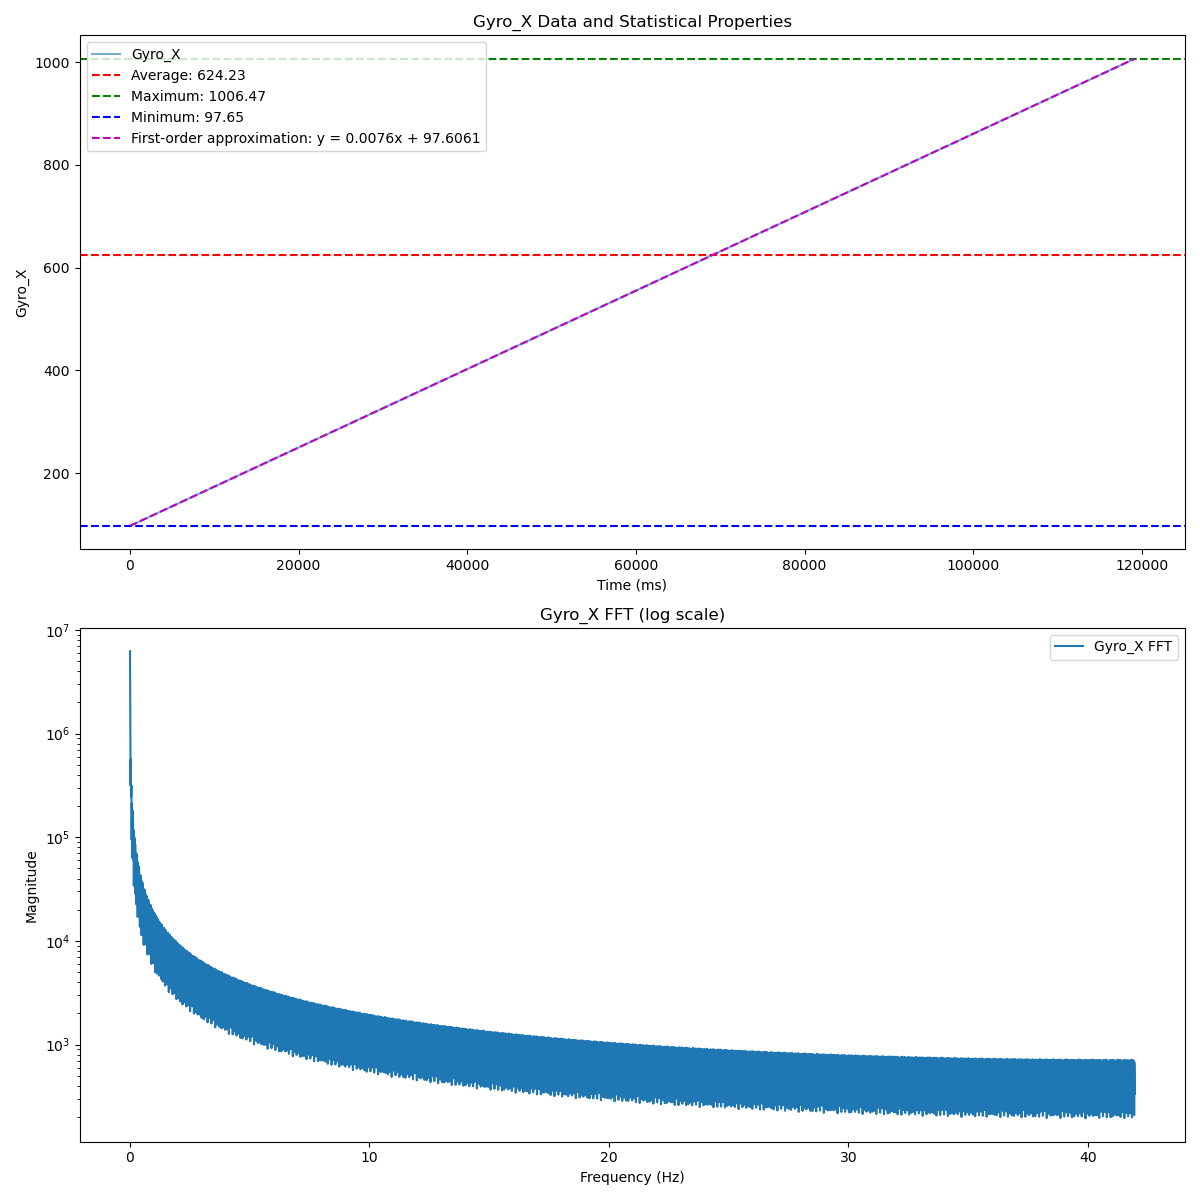 Gyro_X Data and Statistical Properties
Gyro_X
Average: 624.23
Maximum: 1006.47
Minimum: 97.65
First-order approximation: y = 0.0076x + 97.6061
1000
800
600
400
200
Gyro_X
0 20000 40000 60000 80000 100000 120000
Time (ms)
Gyro_X FFT (log scale)
Gyro_X FFT
10⁷
10⁶
10⁵
10⁴
10³
Magnitude
0 10 20 30 40
Frequency (Hz)